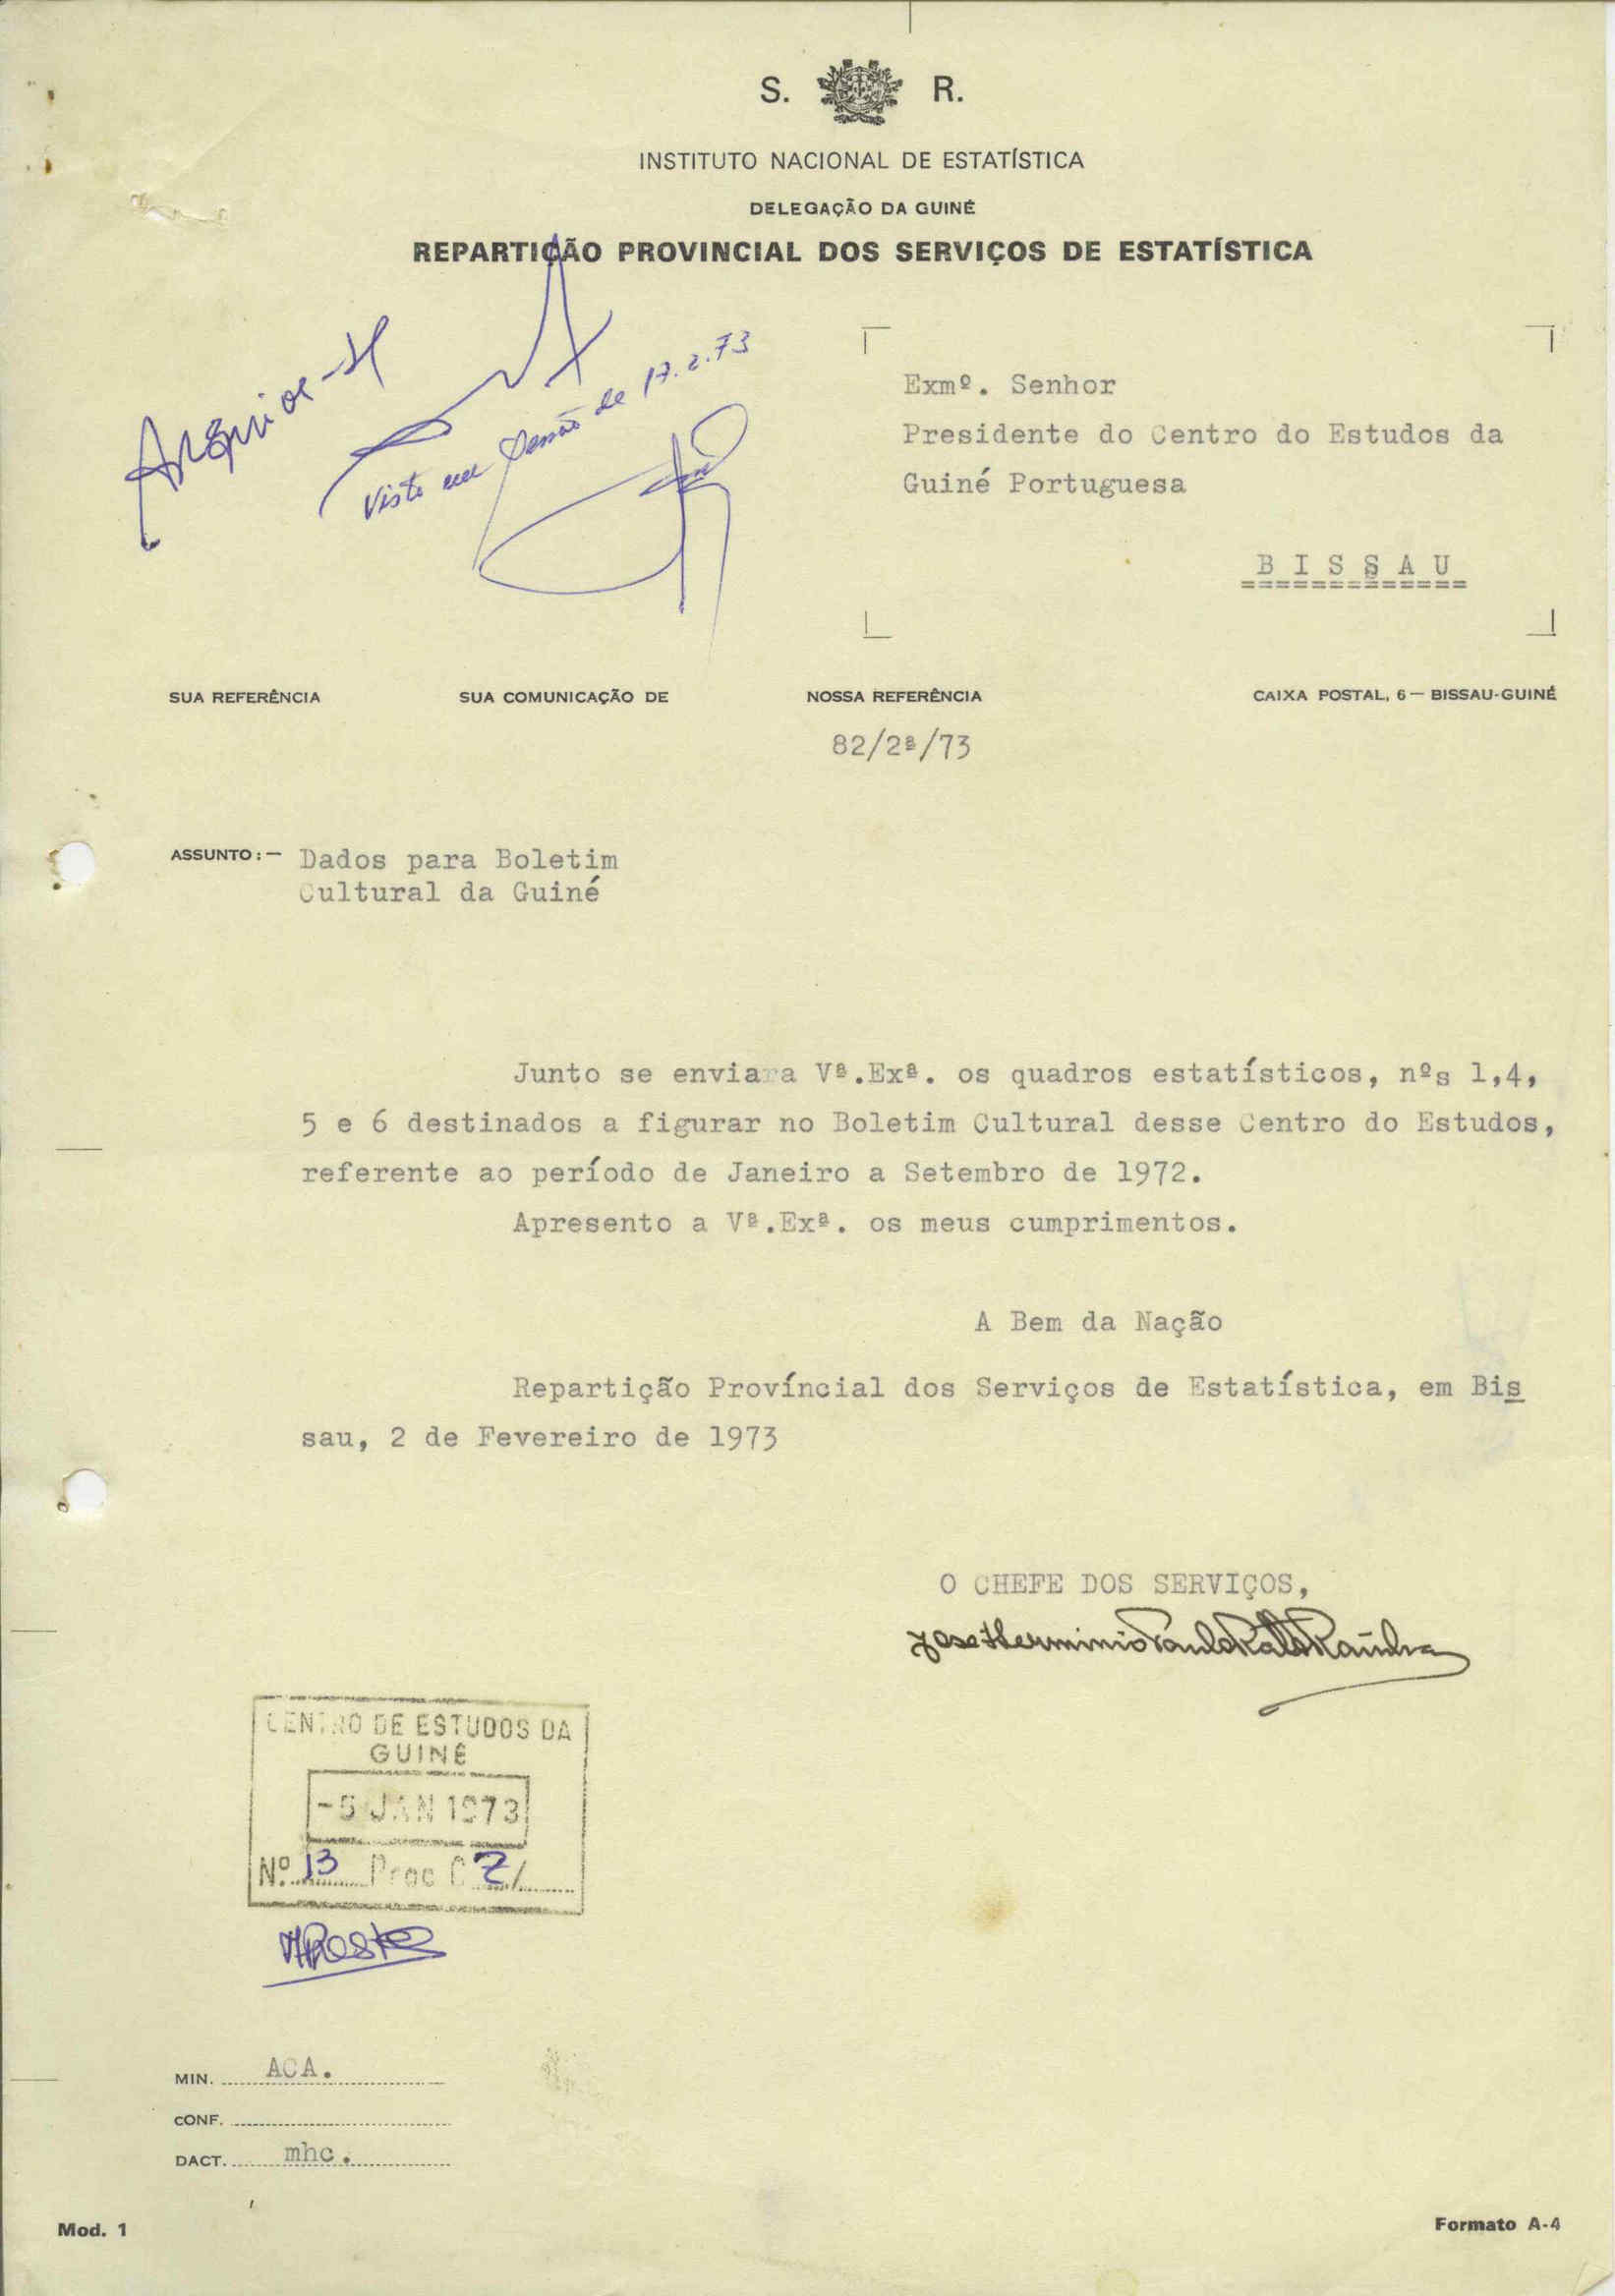 S. R.
INSTITUTO NACIONAL DE ESTATÍSTICA
DELEGAÇÃO DA GUINÉ
REPARTIÇÃO PROVINCIAL DOS SERVIÇOS DE ESTATÍSTICA
Arquive-se
Visto em sessão de 17.2.73
Exmº. Senhor
Presidente do Centro do Estudos da
Guiné Portuguesa
B I S S A U
SUA REFERÊNCIA SUA COMUNICAÇÃO DE NOSSA REFERÊNCIA CAIXA POSTAL, 6 — BISSAU-GUINÉ
82/2ª/73
ASSUNTO: — Dados para Boletim
Cultural da Guiné
Junto se enviara Vª.Exª. os quadros estatísticos, nºs 1,4,
5 e 6 destinados a figurar no Boletim Cultural desse Centro do Estudos,
referente ao período de Janeiro a Setembro de 1972.
Apresento a Vª.Exª. os meus cumprimentos.
A Bem da Nação
Repartição Províncial dos Serviços de Estatística, em Bis
sau, 2 de Fevereiro de 1973
O CHEFE DOS SERVIÇOS,
CENTRO DE ESTUDOS DA
GUINÉ
-5 JAN 1973
Nº 13 Proc C 7/
MIN. ACA.
CONF.
DACT. mhc.
Mod. 1 Formato A-4